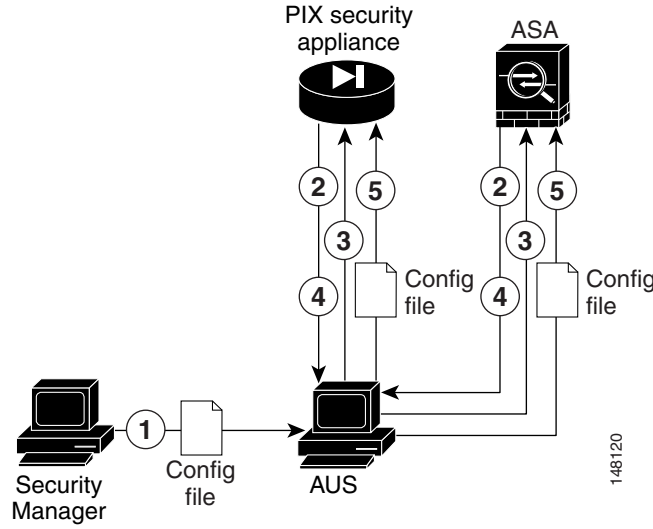 PIX security
appliance
ASA
2
5
2
5
3
3
4
Config
file
4
Config
file
1
Config
file
Security
Manager
AUS
148120